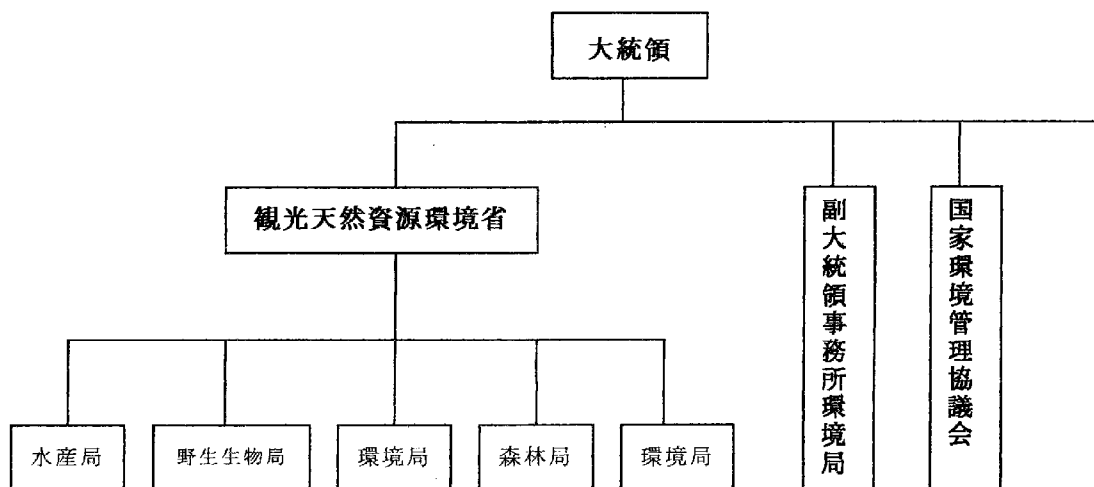 大統領
観光天然資源環境省
副大統領事務所環境局
国家環境管理協議会
水産局
野生生物局
環境局
森林局
環境局